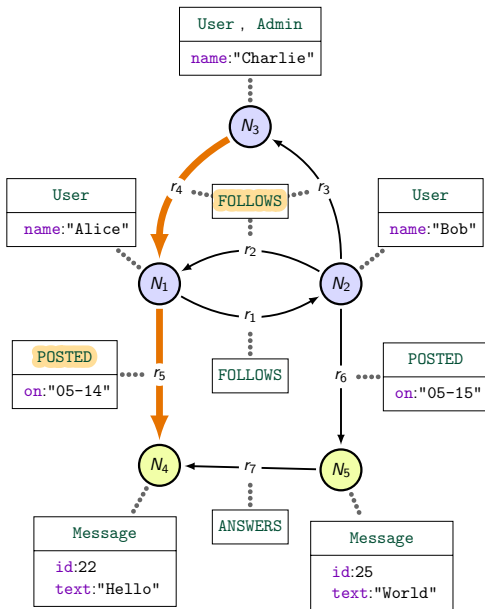 User , Admin
name:"Charlie"
N3
r4
FOLLOWS
r3
User
name:"Alice"
User
name:"Bob"
r2
N1
N2
r1
POSTED
on:"05-14"
r5
FOLLOWS
r6
POSTED
on:"05-15"
N4
r7
N5
Message
id:22
text:"Hello"
ANSWERS
Message
id:25
text:"World"